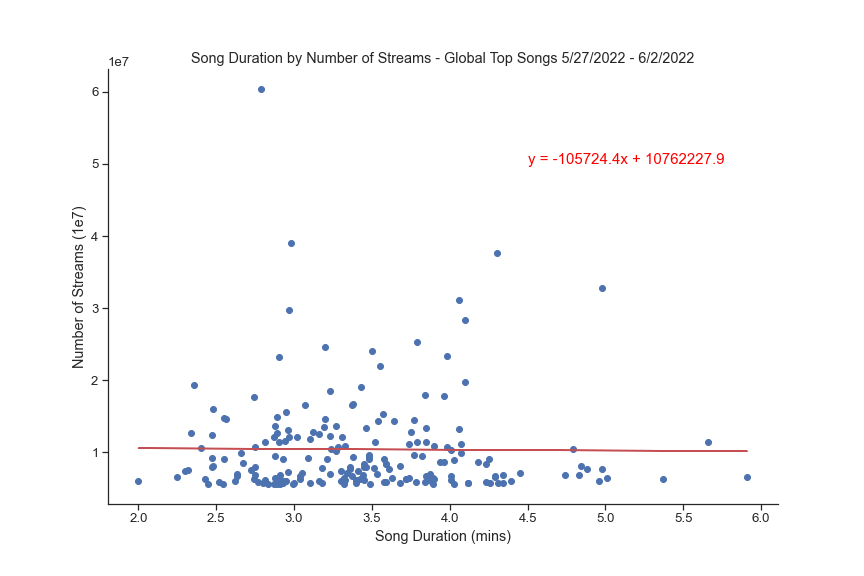 Song Duration by Number of Streams - Global Top Songs 5/27/2022 - 6/2/2022
1e7
6
5
4
3
2
1
y = -105724.4x + 10762227.9
Number of Streams (1e7)
2.0 2.5 3.0 3.5 4.0 4.5 5.0 5.5 6.0
Song Duration (mins)